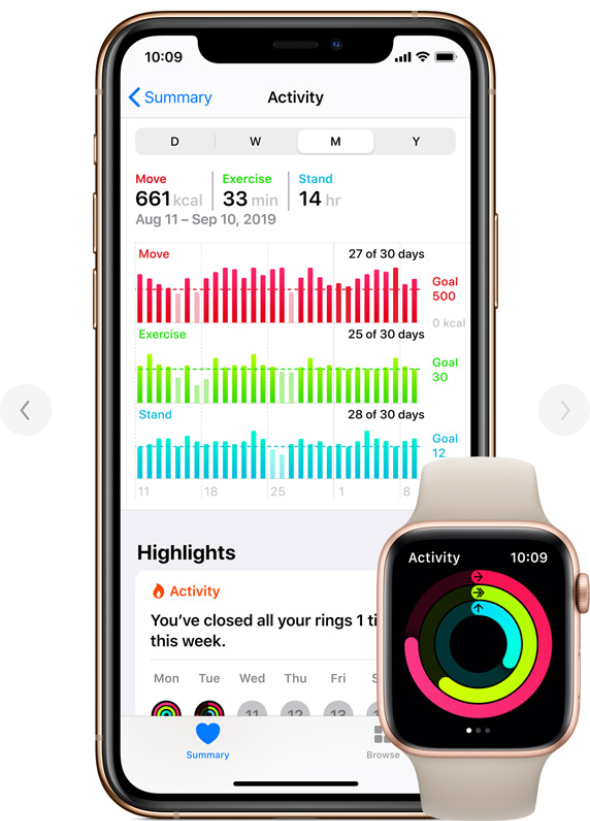 10:09
Summary
Activity
D W M Y
Move Exercise Stand
661 kcal 33 min 14 hr
Aug 11 – Sep 10, 2019
Move 27 of 30 days
Goal
500
0 kcal
Exercise 25 of 30 days
Goal
30
Stand 28 of 30 days
Goal
12
11 18 25 1 8
Highlights
Activity
You've closed all your rings 1
this week.
Mon Tue Wed Thu Fri
11 12 13
Summary
Browse
Activity 10:09